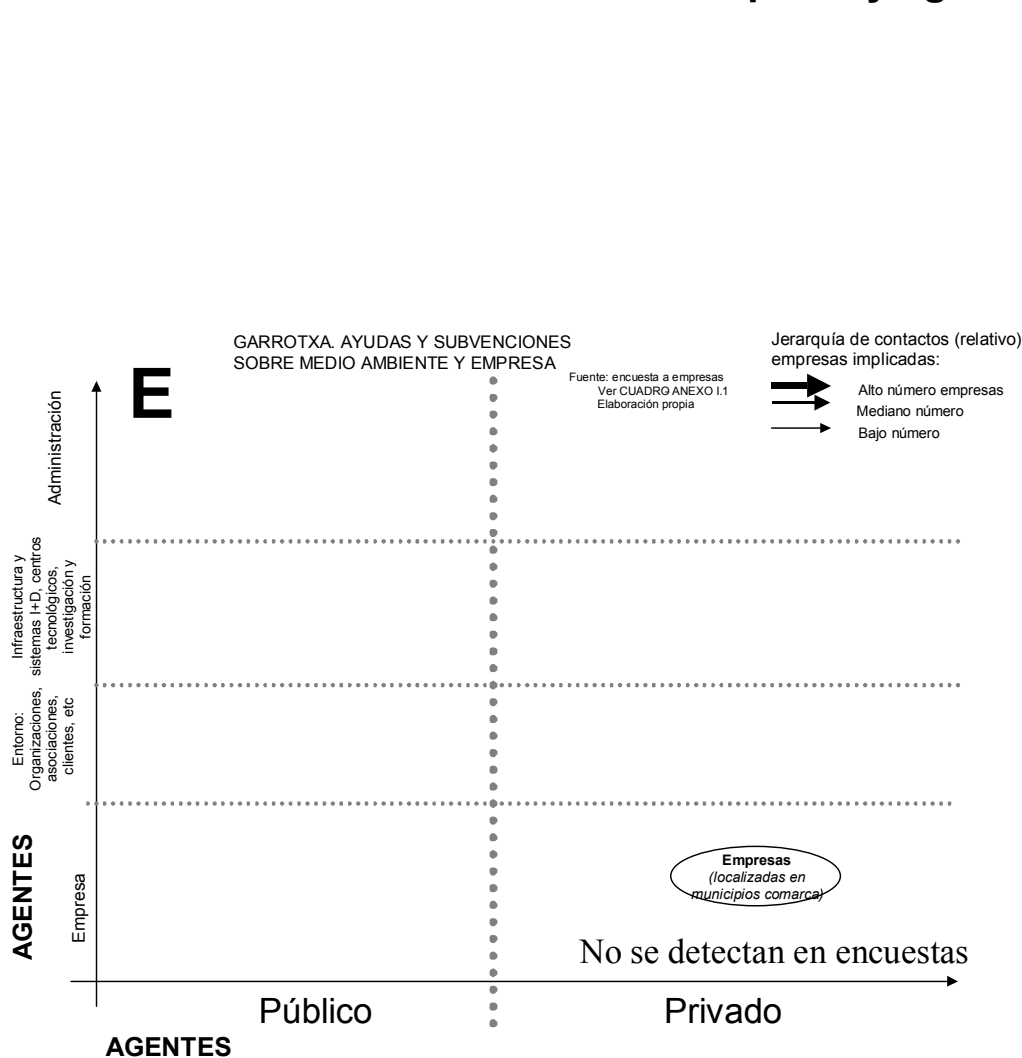 GARROTXA. AYUDAS Y SUBVENCIONES
SOBRE MEDIO AMBIENTE Y EMPRESA
E
Fuente: encuesta a empresas
Ver CUADRO ANEXO I.1
Elaboración propia
Jerarquía de contactos (relativo)
empresas implicadas:
Alto número empresas
Mediano número
Bajo número
Administración
Infraestructura y
sistemas I+D, centros
tecnológicos,
investigación y
formación
Entorno:
Organizaciones,
asociaciones,
clientes, etc
AGENTES
Empresa
Empresas
(localizadas en
municipios comarca)
No se detectan en encuestas
Público
Privado
AGENTES